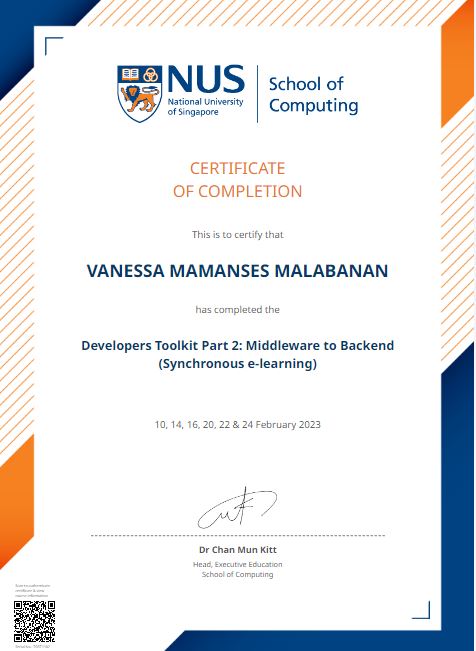 NUS
National University
of Singapore
School of
Computing
CERTIFICATE
OF COMPLETION
This is to certify that
VANESSA MAMANSES MALABANAN
has completed the
Developers Toolkit Part 2: Middleware to Backend
(Synchronous e-learning)
10, 14, 16, 20, 22 & 24 February 2023
Dr Chan Mun Kitt
Head, Executive Education
School of Computing